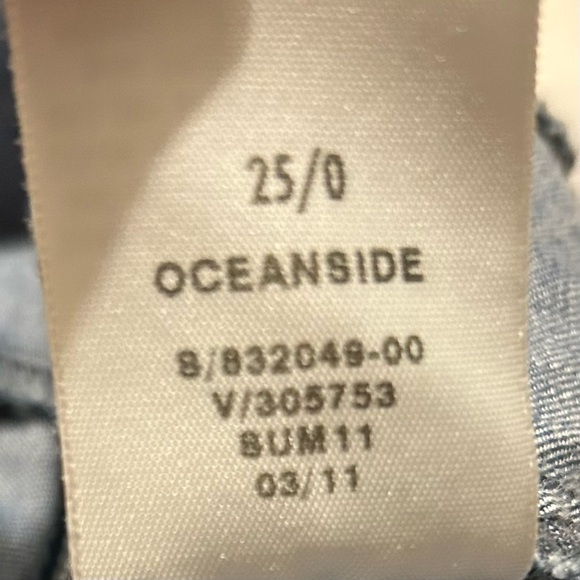 25/0
OCEANSIDE
S/832049-00
V/305753
SUM11
03/11